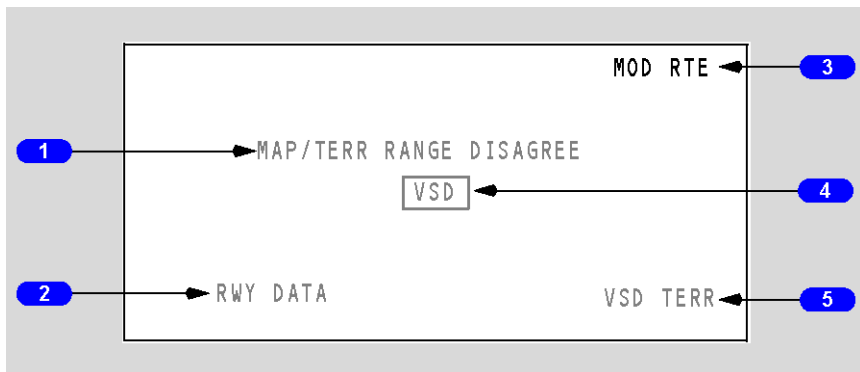 MOD RTE 3
1 MAP/TERR RANGE DISAGREE
VSD 4
2 RWY DATA VSD TERR 5